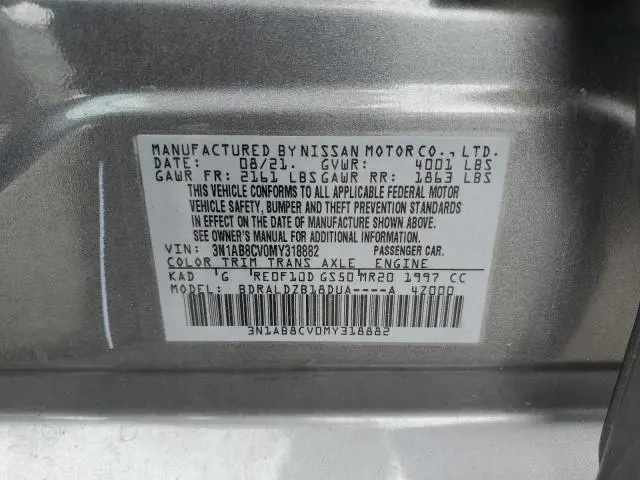 MANUFACTURED BY NISSAN MOTOR CO., LTD.
DATE: 08/21. GVWR: 4001 LBS
GAWR FR: 2161 LBS GAWR RR: 1863 LBS
THIS VEHICLE CONFORMS TO ALL APPLICABLE FEDERAL MOTOR
VEHICLE SAFETY, BUMPER AND THEFT PREVENTION STANDARDS
IN EFFECT ON THE DATE OF MANUFACTURE SHOWN ABOVE.
SEE OWNER'S MANUAL FOR ADDITIONAL INFORMATION.
VIN: 3N1AB8CV0MY318882 PASSENGER CAR.
COLOR TRIM TRANS AXLE ENGINE
KAD G RE0F10D GS50 MR20 1997 CC
MODEL: BDRALDZB18DUA----A 4Z000
3N1AB8CV0MY318882